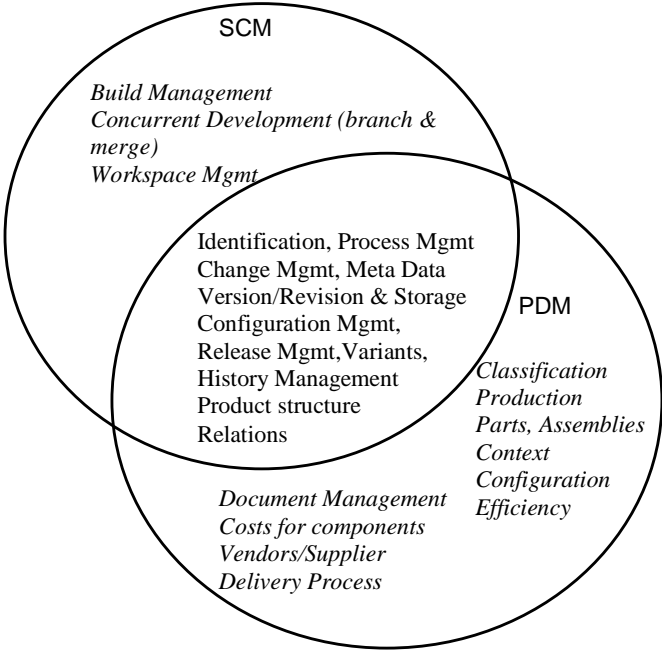 SCM
Build Management
Concurrent Development (branch &
merge)
Workspace Mgmt
Identification, Process Mgmt
Change Mgmt, Meta Data
Version/Revision & Storage
Configuration Mgmt,
Release Mgmt,Variants,
History Management
Product structure
Relations
PDM
Classification
Production
Parts, Assemblies
Context
Configuration
Efficiency
Document Management
Costs for components
Vendors/Supplier
Delivery Process